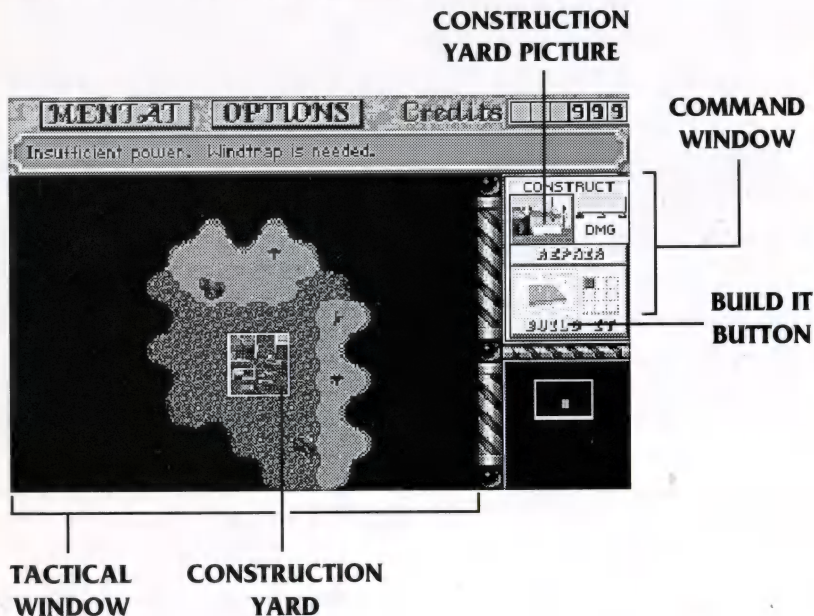 CONSTRUCTION
YARD PICTURE
MENTAT OPTIONS Credits 999
Insufficient power. Windtrap is needed.
COMMAND
WINDOW
CONSTRUCT
DMG
REPAIR
BUILD IT
BUILD IT
BUTTON
TACTICAL
WINDOW
CONSTRUCTION
YARD